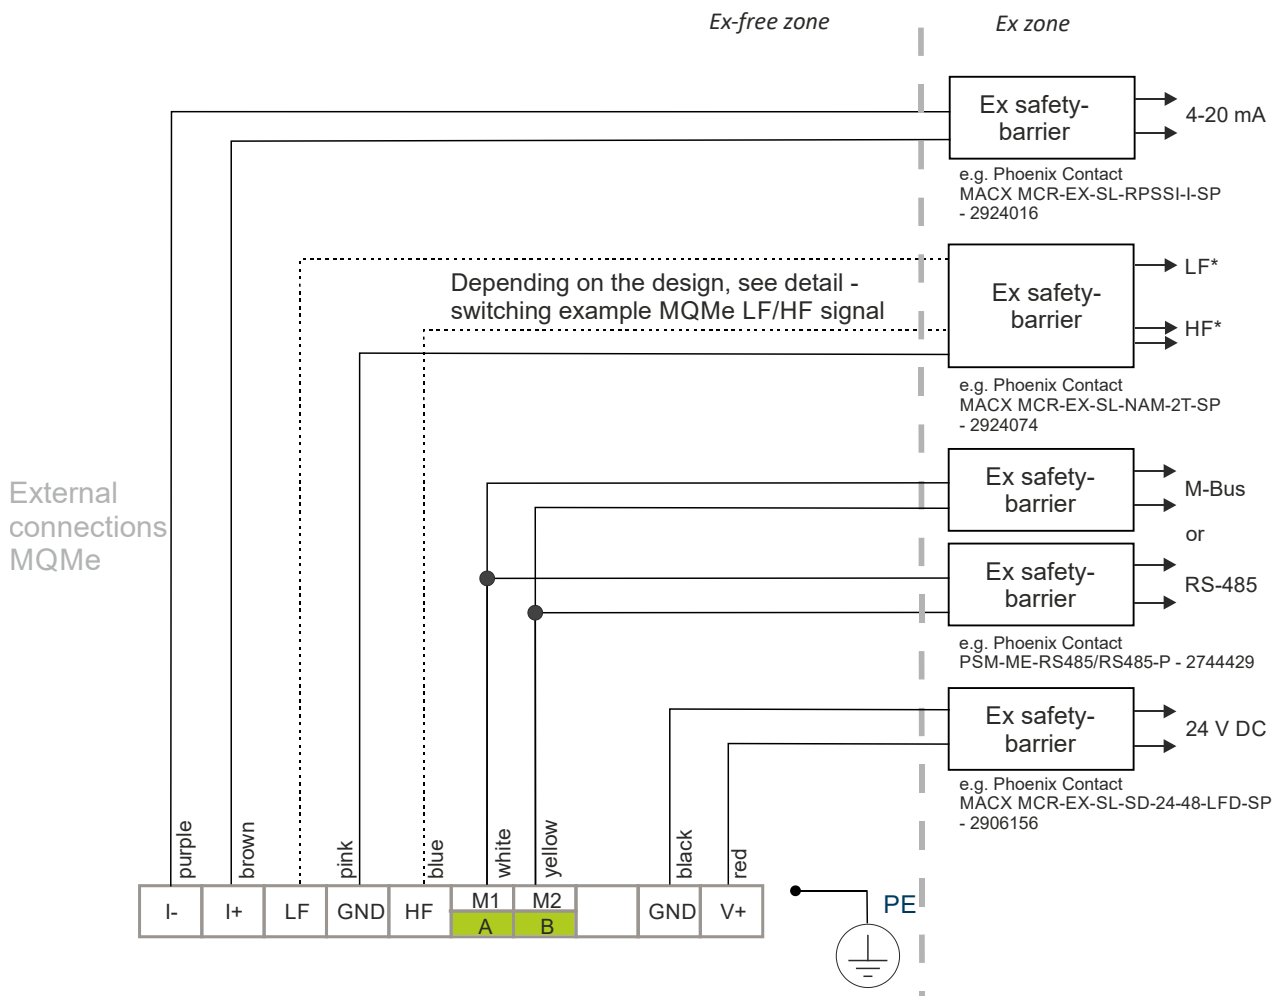 Ex-free zone
Ex zone
Ex safety-
barrier
4-20 mA
e.g. Phoenix Contact
MACX MCR-EX-SL-RPSSI-I-SP
- 2924016
Depending on the design, see detail -
switching example MQMe LF/HF signal
Ex safety-
barrier
LF*
HF*
e.g. Phoenix Contact
MACX MCR-EX-SL-NAM-2T-SP
- 2924074
External
connections
MQMe
Ex safety-
barrier
M-Bus
or
Ex safety-
barrier
RS-485
e.g. Phoenix Contact
PSM-ME-RS485/RS485-P - 2744429
Ex safety-
barrier
24 V DC
e.g. Phoenix Contact
MACX MCR-EX-SL-SD-24-48-LFD-SP
- 2906156
purple
brown
pink
blue
white
yellow
black
red
I-
I+
LF
GND
HF
M1
A
M2
B
GND
V+
PE